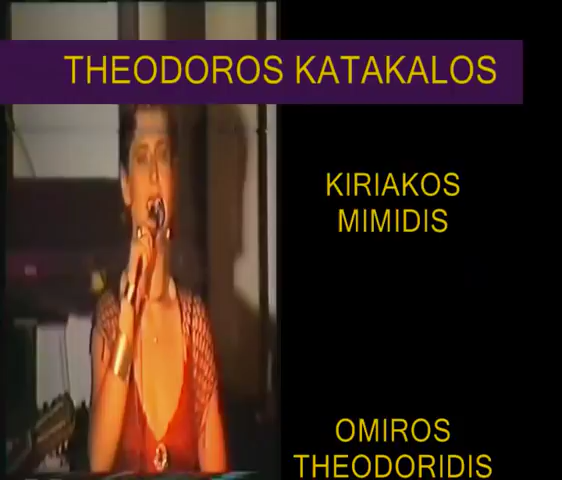 THEODOROS KATAKALOS
KIRIAKOS
MIMIDIS
OMIROS
THEODORIDIS